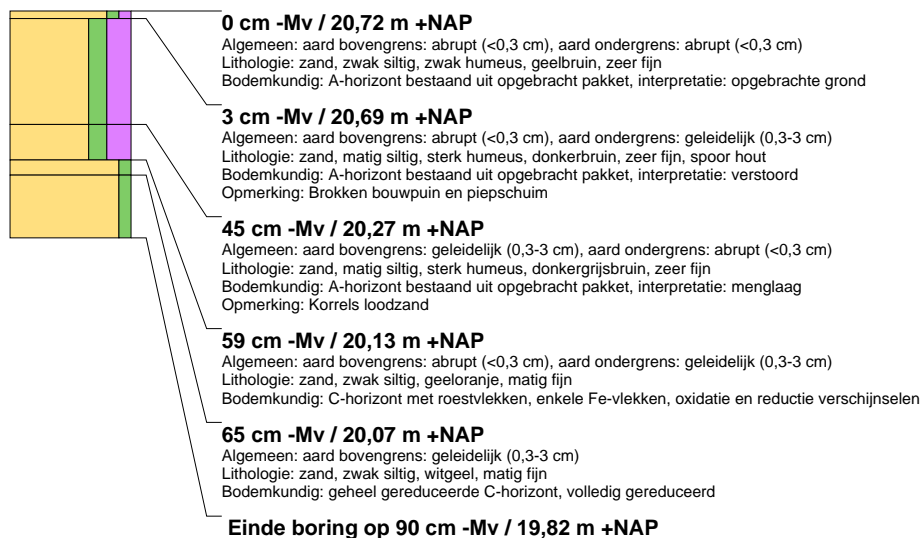 0 cm -Mv / 20,72 m +NAP
Algemeen: aard bovengrens: abrupt (<0,3 cm), aard ondergrens: abrupt (<0,3 cm)
Lithologie: zand, zwak siltig, zwak humeus, geelbruin, zeer fijn
Bodemkundig: A-horizont bestaand uit opgebracht pakket, interpretatie: opgebrachte grond
3 cm -Mv / 20,69 m +NAP
Algemeen: aard bovengrens: abrupt (<0,3 cm), aard ondergrens: geleidelijk (0,3-3 cm)
Lithologie: zand, matig siltig, sterk humeus, donkerbruin, zeer fijn, spoor hout
Bodemkundig: A-horizont bestaand uit opgebracht pakket, interpretatie: verstoord
Opmerking: Brokken bouwpuin en piepschuim
45 cm -Mv / 20,27 m +NAP
Algemeen: aard bovengrens: geleidelijk (0,3-3 cm), aard ondergrens: abrupt (<0,3 cm)
Lithologie: zand, matig siltig, sterk humeus, donkergrijsbruin, zeer fijn
Bodemkundig: A-horizont bestaand uit opgebracht pakket, interpretatie: menglaag
Opmerking: Korrels loodzand
59 cm -Mv / 20,13 m +NAP
Algemeen: aard bovengrens: abrupt (<0,3 cm), aard ondergrens: geleidelijk (0,3-3 cm)
Lithologie: zand, zwak siltig, geeloranje, matig fijn
Bodemkundig: C-horizont met roestvlekken, enkele Fe-vlekken, oxidatie en reductie verschijnselen
65 cm -Mv / 20,07 m +NAP
Algemeen: aard bovengrens: geleidelijk (0,3-3 cm)
Lithologie: zand, zwak siltig, witgeel, matig fijn
Bodemkundig: geheel gereduceerde C-horizont, volledig gereduceerd
Einde boring op 90 cm -Mv / 19,82 m +NAP